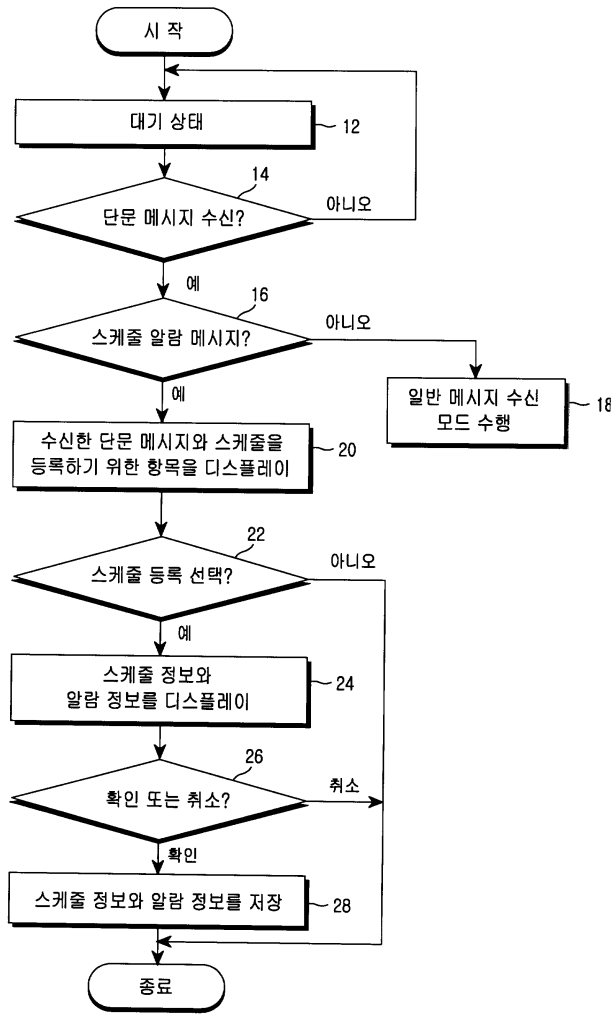 시 작
대기 상태
12
14
단문 메시지 수신?
아니오
예
16
스케줄 알람 메시지?
아니오
예
일반 메시지 수신
모드 수행
18
수신한 단문 메시지와 스케줄을
등록하기 위한 항목을 디스플레이
20
22
스케줄 등록 선택?
아니오
예
스케줄 정보와
알람 정보를 디스플레이
24
26
확인 또는 취소?
취소
확인
스케줄 정보와 알람 정보를 저장
28
종료